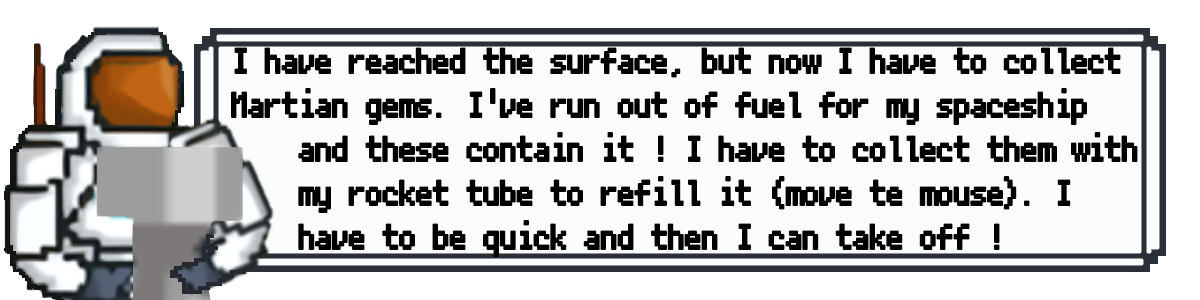 I have reached the surface, but now I have to collect
Martian gems. I've run out of fuel for my spaceship
and these contain it ! I have to collect them with
my rocket tube to refill it (move te mouse). I
have to be quick and then I can take off !